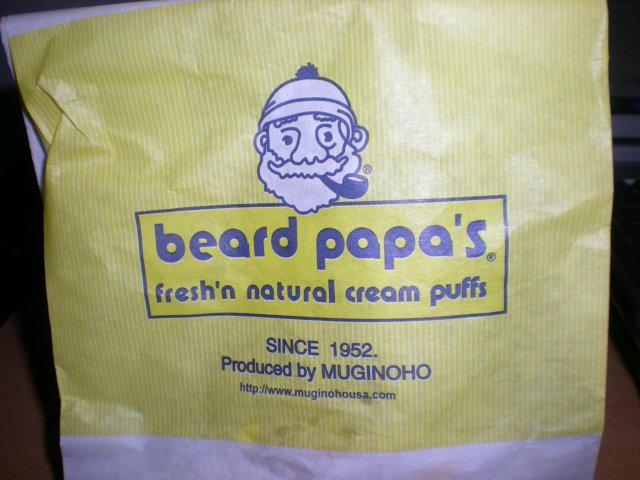 beard papa's®
fresh'n natural cream puffs
SINCE 1952.
Produced by MUGINOHO
http://www.muginohousa.com